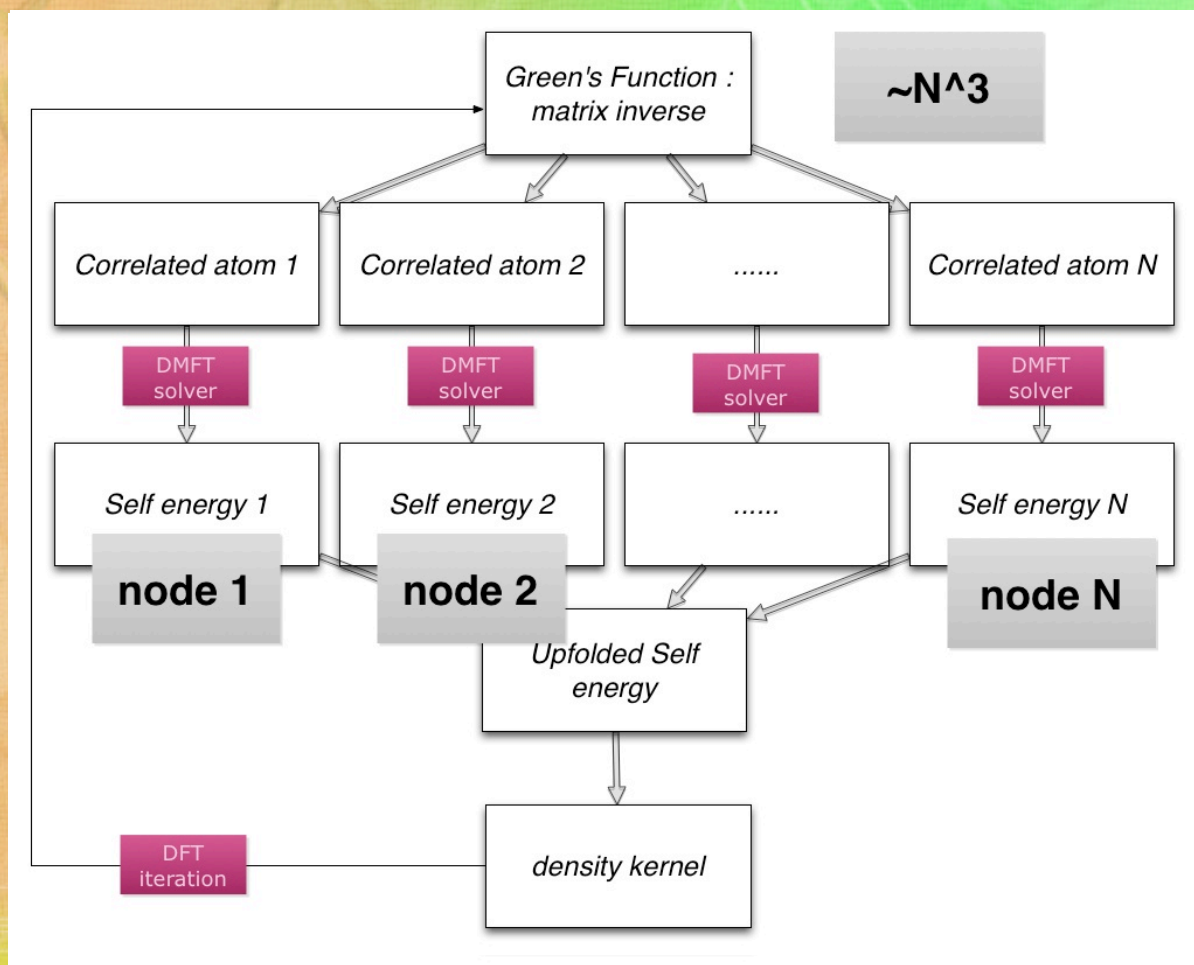 Green's Function :
matrix inverse
~N^3
Correlated atom 1
Correlated atom 2
......
Correlated atom N
DMFT
solver
DMFT
solver
DMFT
solver
DMFT
solver
Self energy 1
Self energy 2
......
Self energy N
node 1
node 2
node N
Upfolded Self
energy
DFT
iteration
density kernel